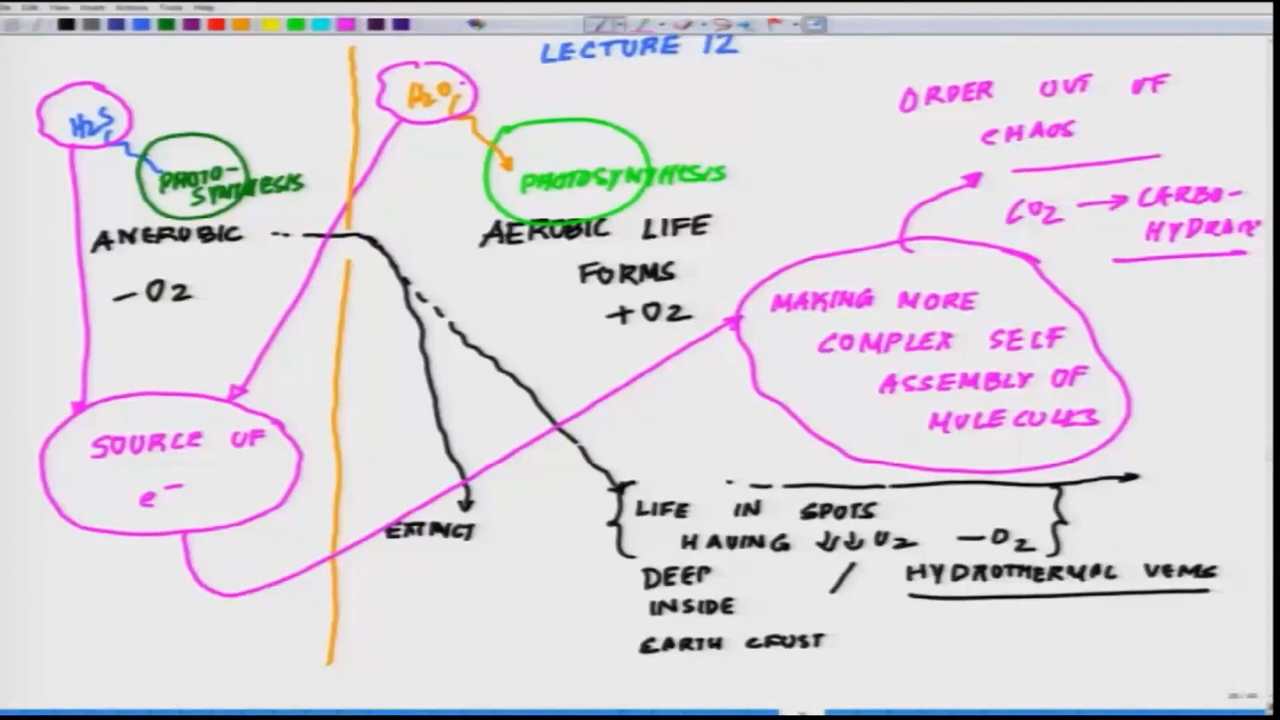 LECTURE 12
H2S
PHOTO-
SYNTHESIS
ANERUBIC
-O2
H2O
PHOTOSYNTHESIS
AEROBIC LIFE
FORMS
+O2
ORDER OUT OF
CHAOS
CO2 → CARBO-
HYDRATE
MAKING MORE
COMPLEX SELF
ASSEMBLY OF
MOLECULES
SOURCE OF
e-
EXTINCT
LIFE IN SPOTS
HAVING ↓↓O2 -O2
DEEP / HYDROTHERMAL VENTS
INSIDE
EARTH CRUST